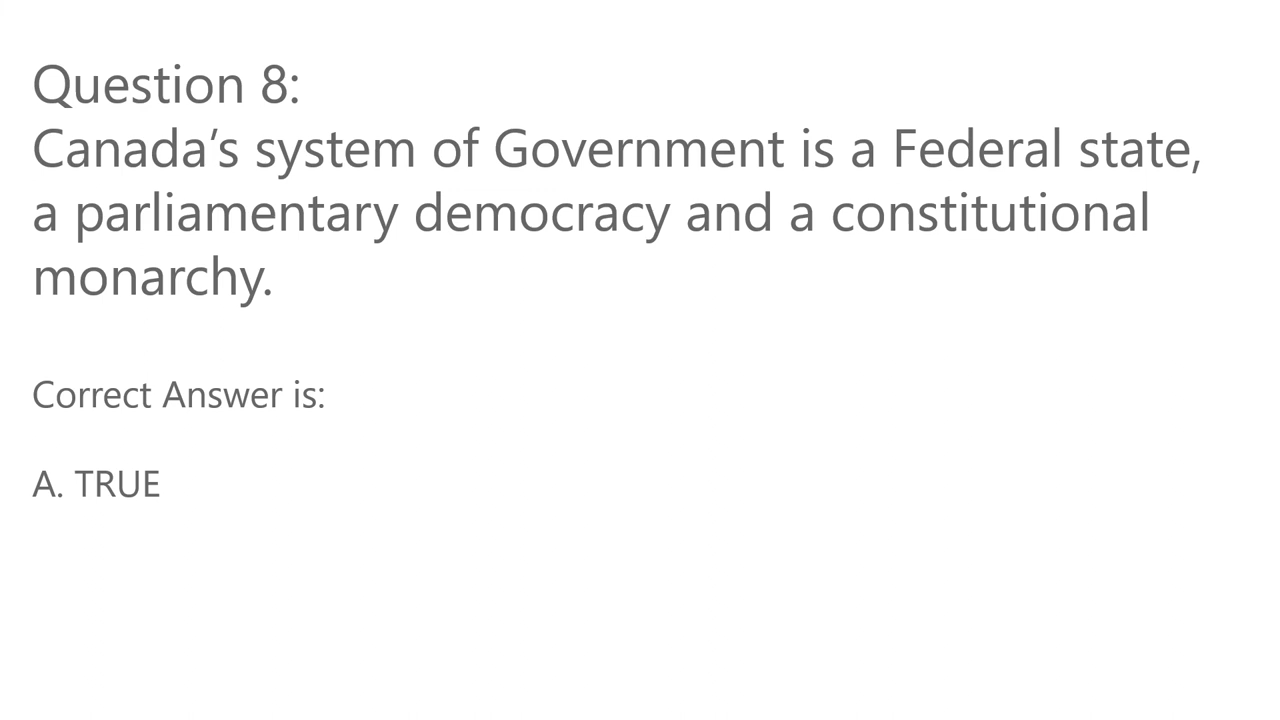 Question 8:
Canada’s system of Government is a Federal state,
a parliamentary democracy and a constitutional
monarchy.
Correct Answer is:
A. TRUE